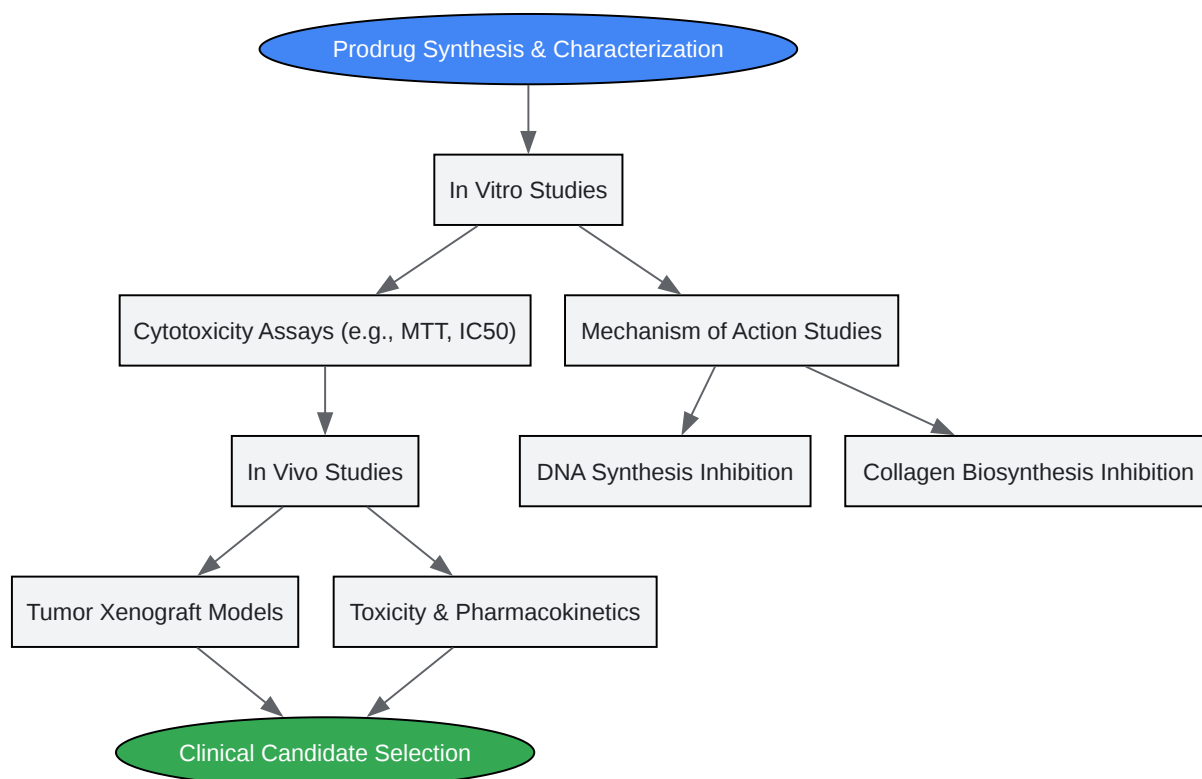 Prodrug Synthesis & Characterization
In Vitro Studies
Cytotoxicity Assays (e.g., MTT, IC50)
Mechanism of Action Studies
In Vivo Studies
DNA Synthesis Inhibition
Collagen Biosynthesis Inhibition
Tumor Xenograft Models
Toxicity & Pharmacokinetics
Clinical Candidate Selection